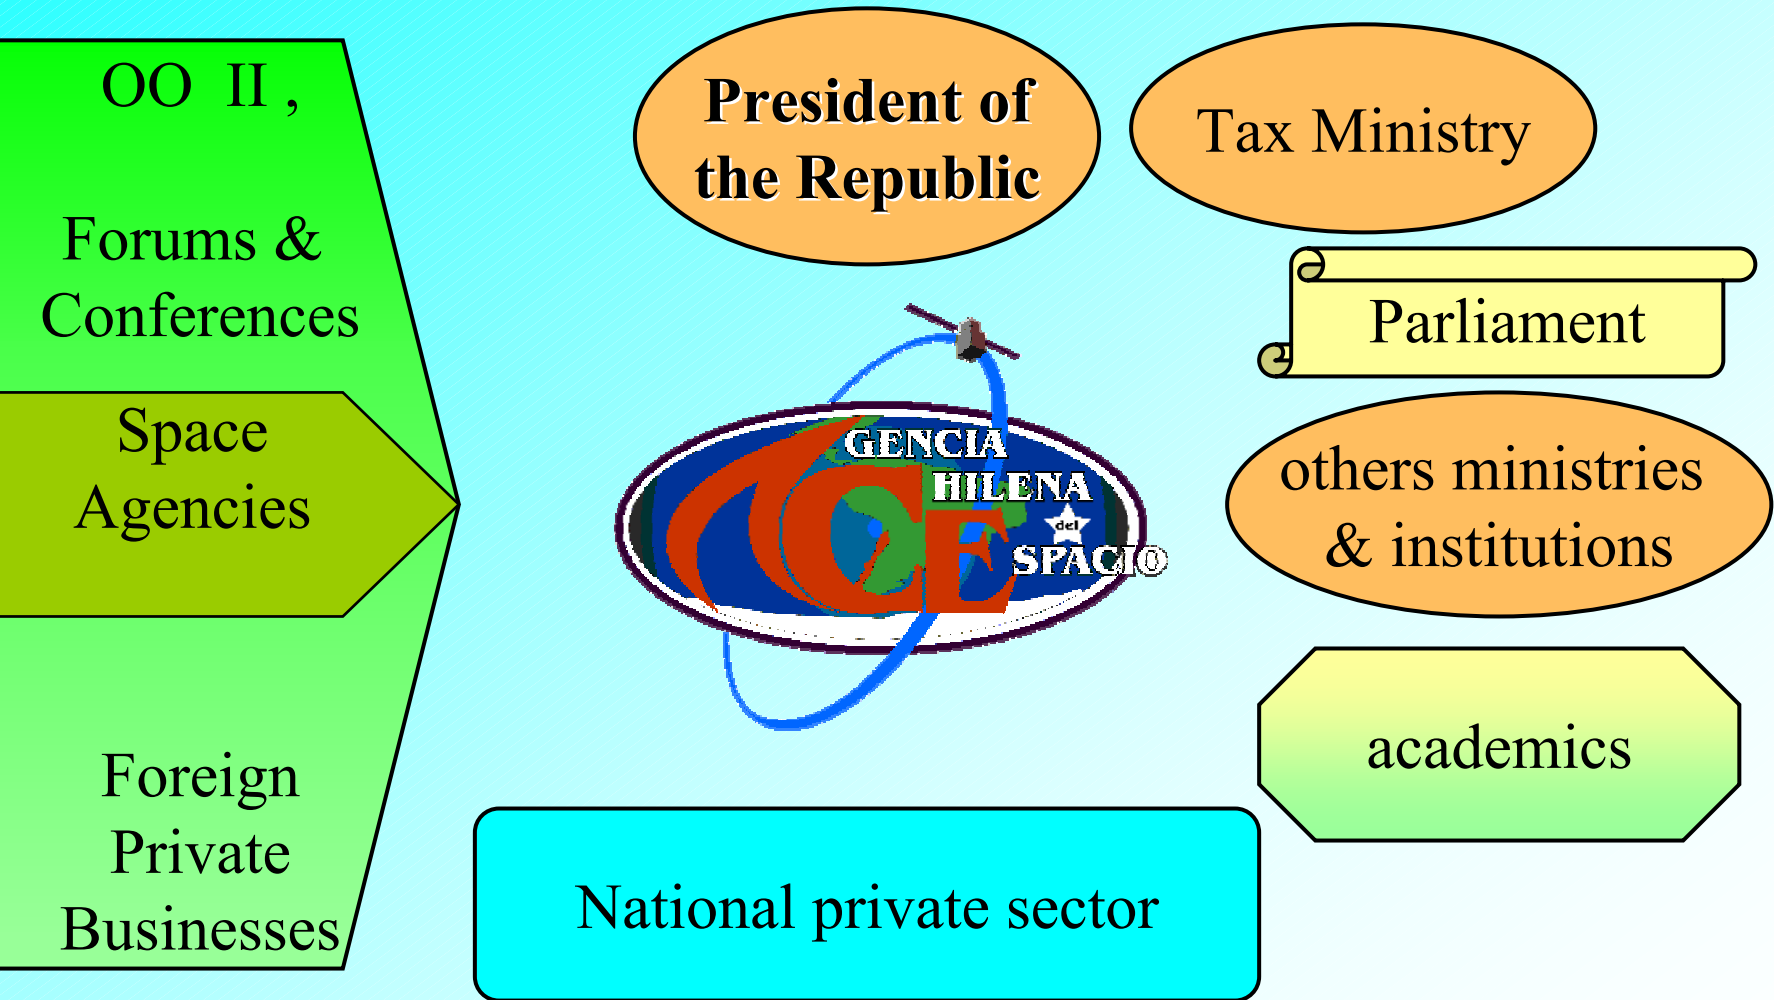 OO II ,
Forums &
Conferences
Space
Agencies
Foreign
Private
Businesses
President of
the Republic
Tax Ministry
Parliament
others ministries
& institutions
academics
ACE
GENCIA
HILENA
del
SPACIO
National private sector